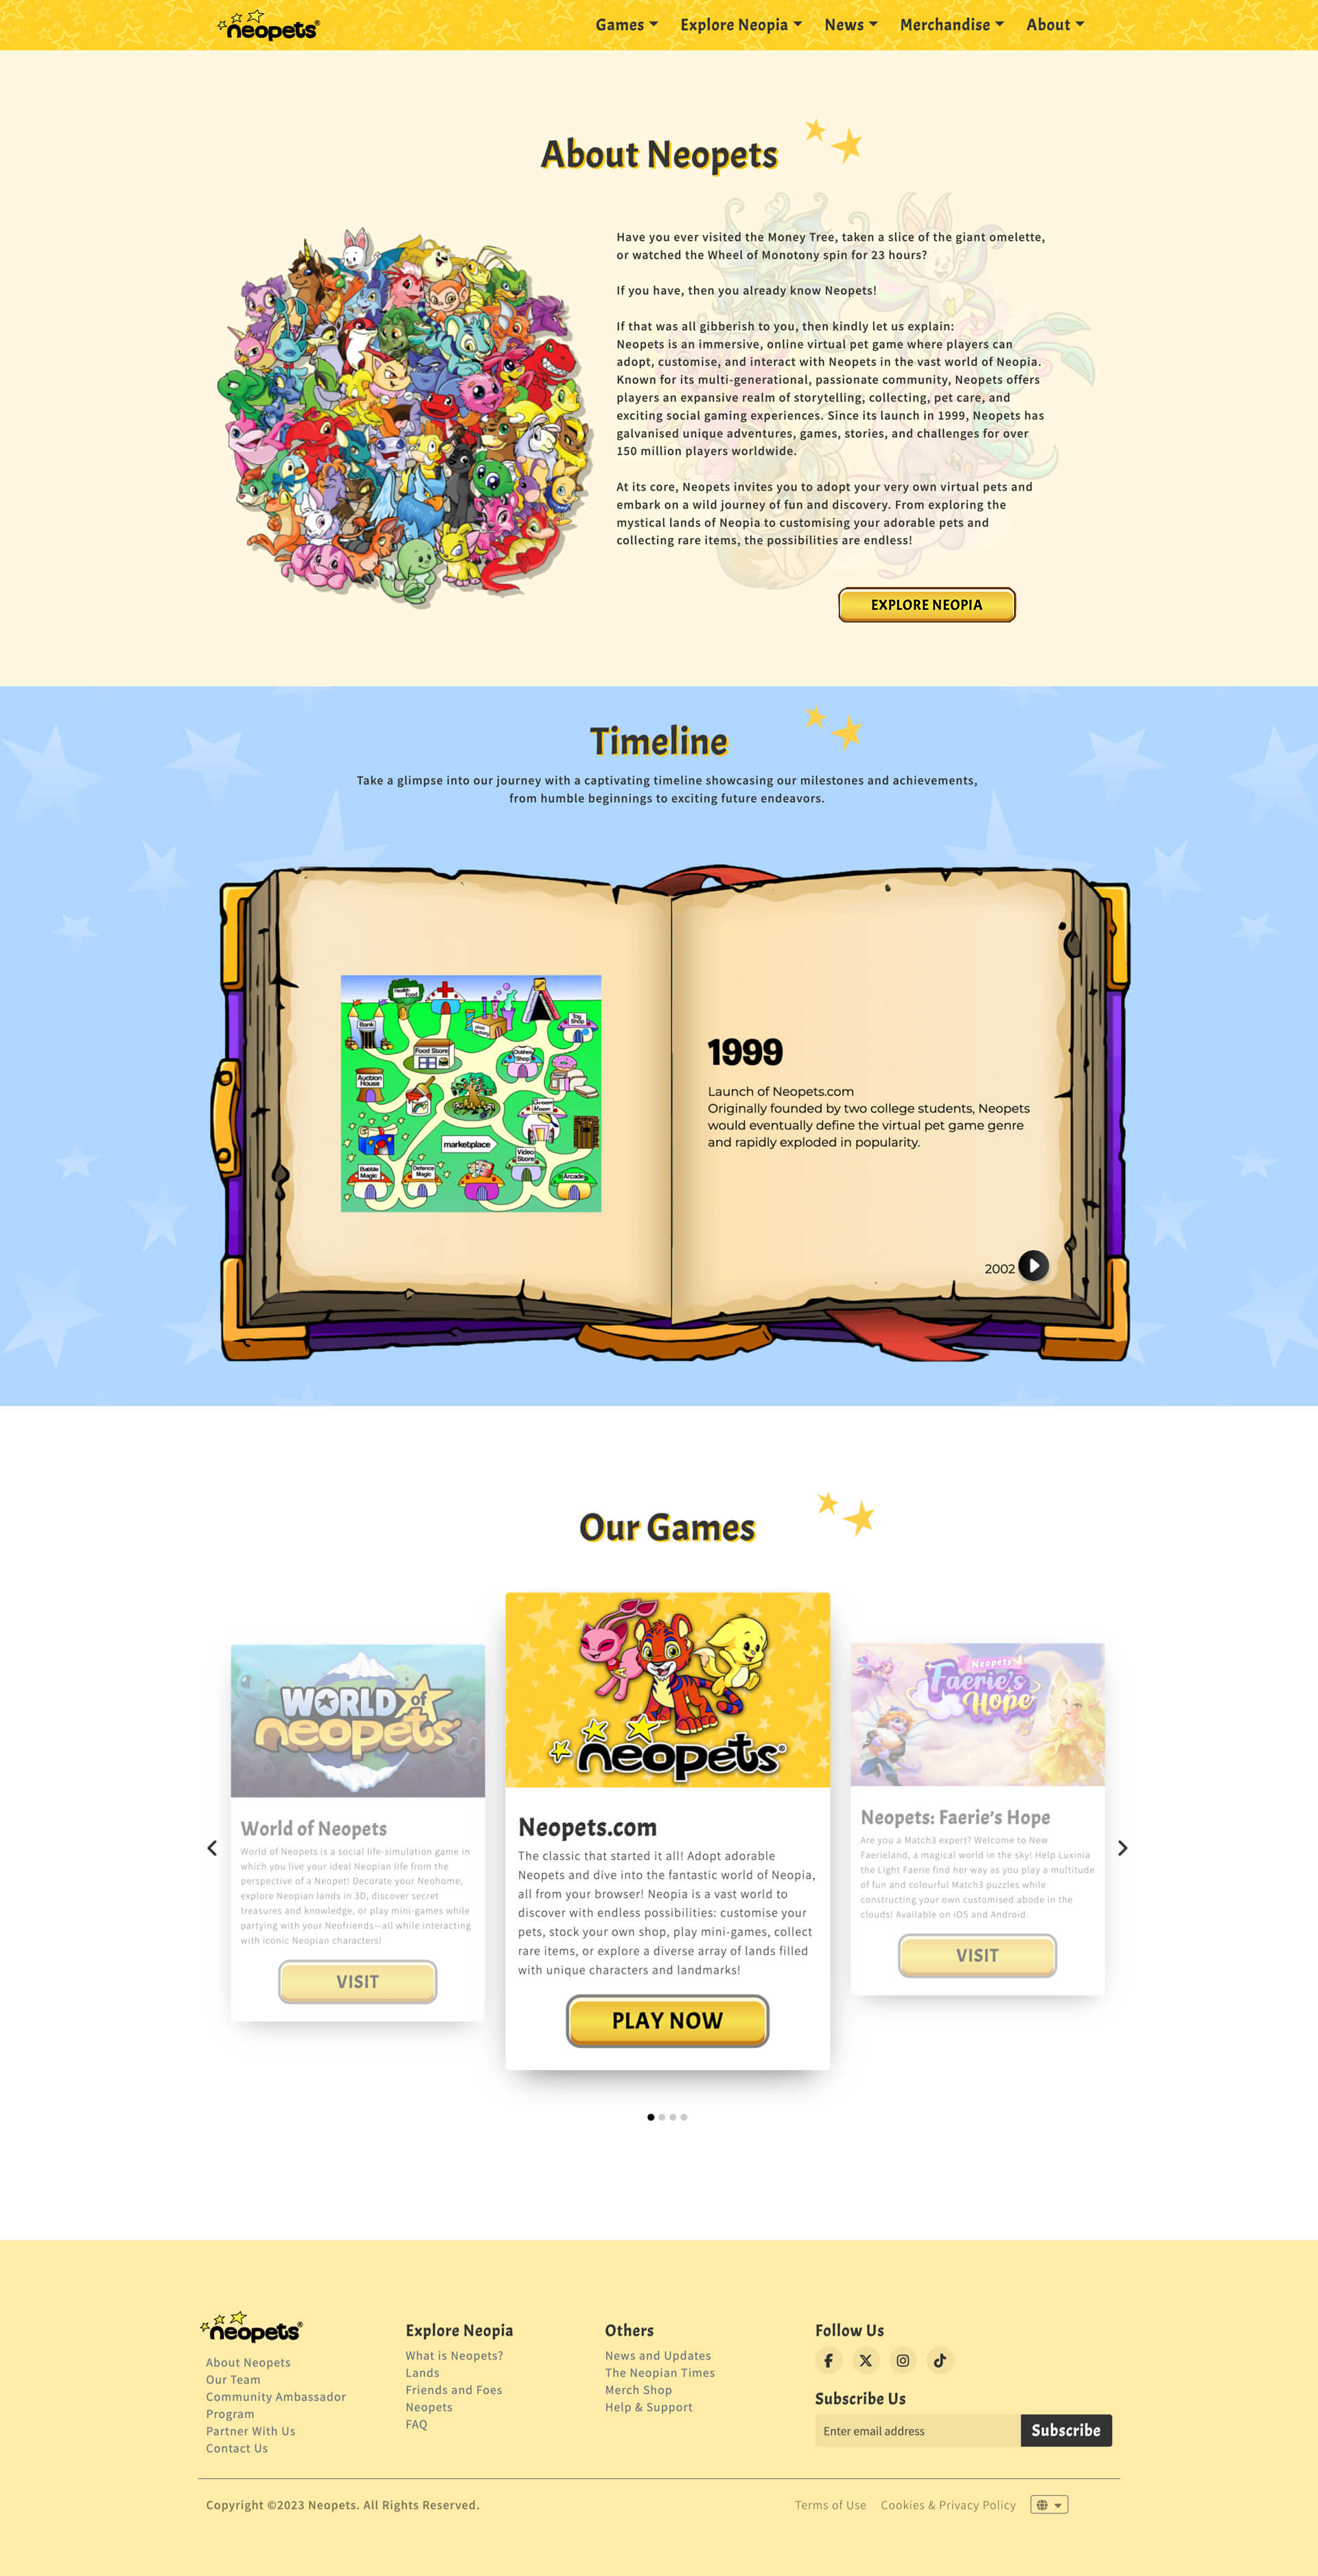 neopets®
Games
Explore Neopia
News
Merchandise
About
About Neopets
Have you ever visited the Money Tree, taken a slice of the giant omelette,
or watched the Wheel of Monotony spin for 23 hours?
If you have, then you already know Neopets!
If that was all gibberish to you, then kindly let us explain:
Neopets is an immersive, online virtual pet game where players can
adopt, customise, and interact with Neopets in the vast world of Neopia.
Known for its multi-generational, passionate community, Neopets offers
players an expansive realm of storytelling, collecting, pet care, and
exciting social gaming experiences. Since its launch in 1999, Neopets has
galvanised unique adventures, games, stories, and challenges for over
150 million players worldwide.
At its core, Neopets invites you to adopt your very own virtual pets and
embark on a wild journey of fun and discovery. From exploring the
mystical lands of Neopia to customising your adorable pets and
collecting rare items, the possibilities are endless!
EXPLORE NEOPIA
Timeline
Take a glimpse into our journey with a captivating timeline showcasing our milestones and achievements,
from humble beginnings to exciting future endeavors.
Health
Food
Toy
Shop
Bank
Food Store
Clothes
Shop
Auction
House
Green
Room
marketplace
Video
Store
Battle
Magic
Defence
Magic
Arcade
1999
Launch of Neopets.com
Originally founded by two college students, Neopets
would eventually define the virtual pet game genre
and rapidly exploded in popularity.
2002
Our Games
WORLD of
neopets
World of Neopets
World of Neopets is a social life-simulation game in
which you live your ideal Neopian life from the
perspective of a Neopet! Decorate your Neohome,
explore Neopian lands in 3D, discover secret
treasures and knowledge, or play mini-games while
partying with your Neofriends—all while interacting
with iconic Neopian characters!
VISIT
neopets®
Neopets.com
The classic that started it all! Adopt adorable
Neopets and dive into the fantastic world of Neopia,
all from your browser! Neopia is a vast world to
discover with endless possibilities: customise your
pets, stock your own shop, play mini-games, collect
rare items, or explore a diverse array of lands filled
with unique characters and landmarks!
PLAY NOW
Neopets
Faerie's
Hope
Neopets: Faerie's Hope
Are you a Match3 expert? Welcome to New
Faerieland, a magical world in the sky! Help Luxinia
the Light Faerie find her way as you play a multitude
of fun and colourful Match3 puzzles while
constructing your own customised abode in the
clouds! Available on iOS and Android.
VISIT
neopets®
About Neopets
Our Team
Community Ambassador
Program
Partner With Us
Contact Us
Explore Neopia
What is Neopets?
Lands
Friends and Foes
Neopets
FAQ
Others
News and Updates
The Neopian Times
Merch Shop
Help & Support
Follow Us
Subscribe Us
Enter email address
Subscribe
Copyright ©2023 Neopets. All Rights Reserved.
Terms of Use
Cookies & Privacy Policy